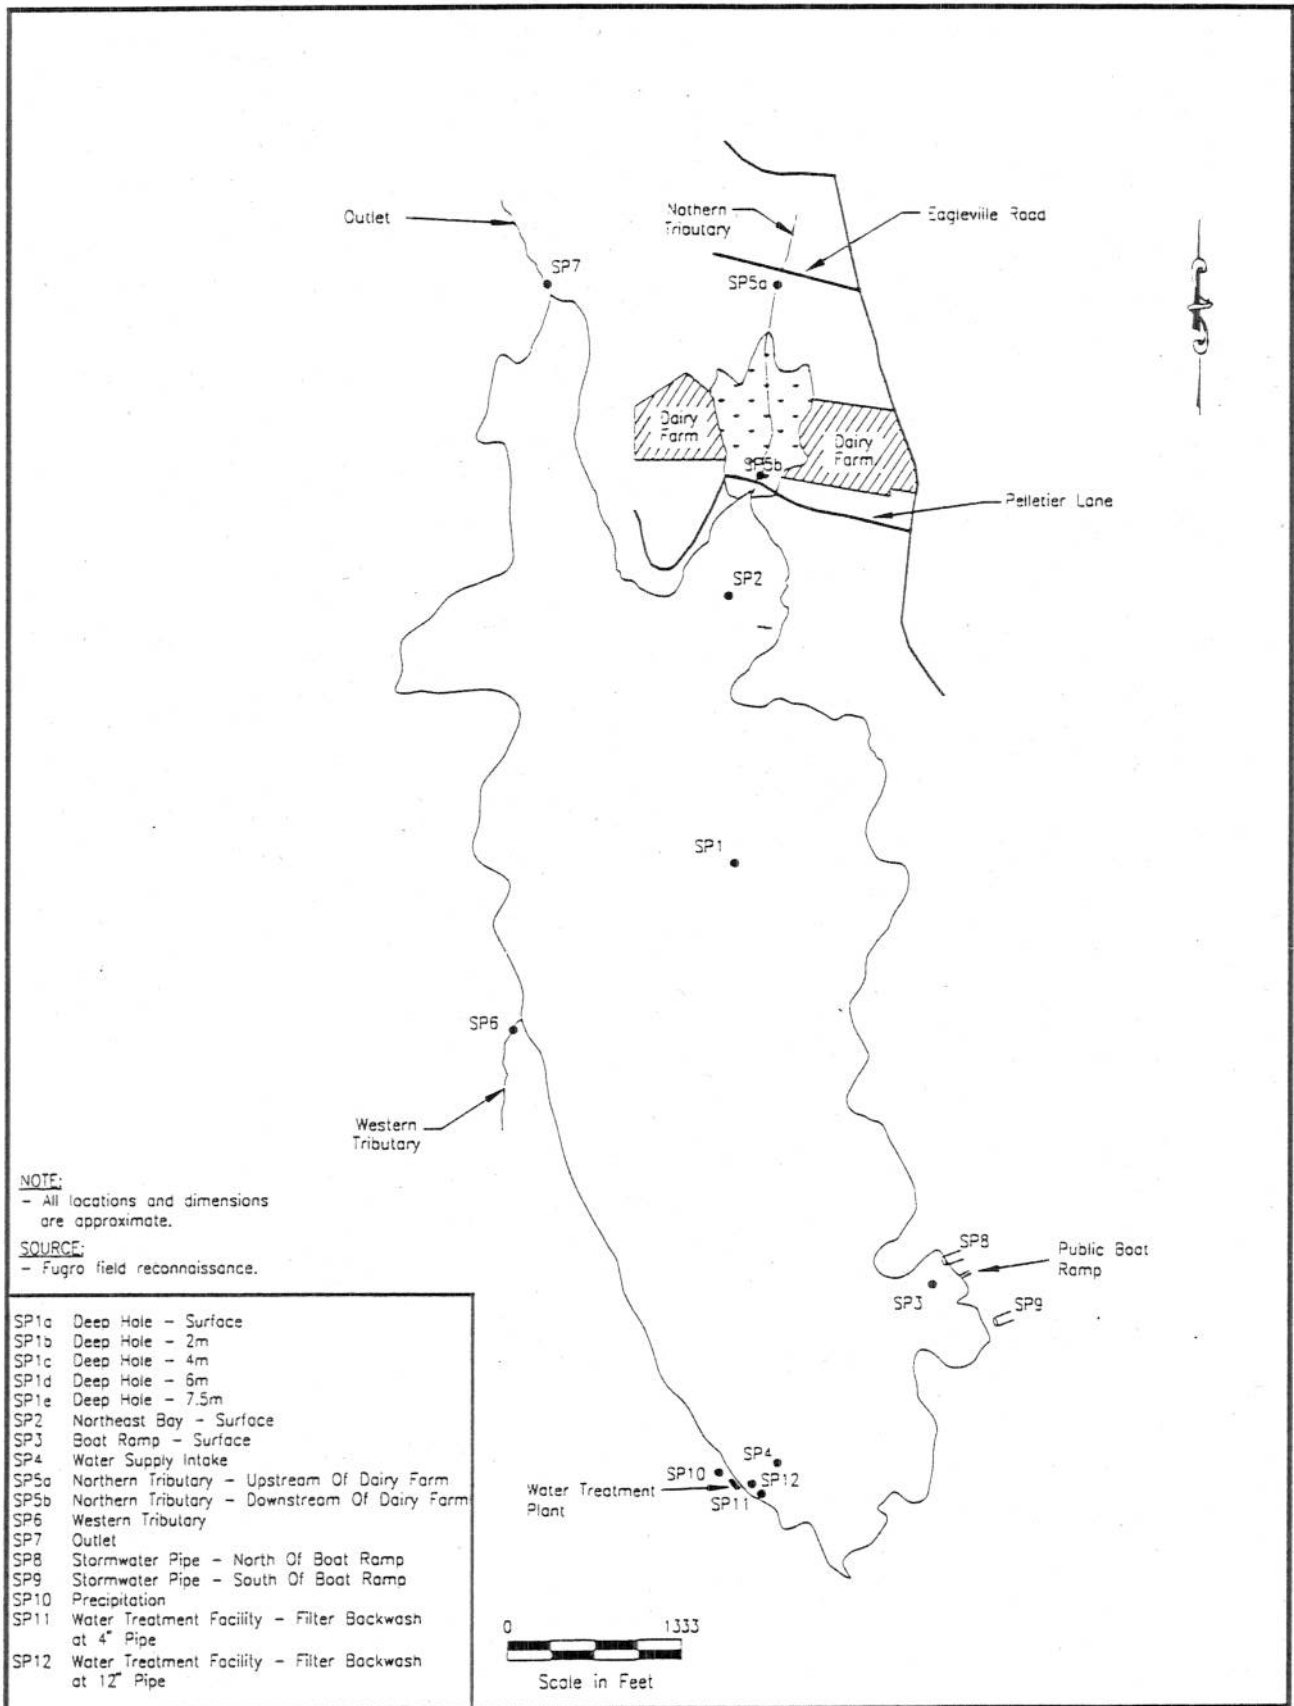 Outlet
Nothern
Tributary
Eagleville Road
SP7
SP5a
Dairy
Farm
Dairy
Farm
SP5b
Pelletier Lane
SP2
SP1
SP6
Western
Tributary
NOTE:
- All locations and dimensions
are approximate.
SOURCE:
- Fugro field reconnaissance.
SP8
Public Boat
Ramp
SP3
SP9
SP4
SP10
SP12
Water Treatment
Plant
SP11
SP1a Deep Hole - Surface
SP1b Deep Hole - 2m
SP1c Deep Hole - 4m
SP1d Deep Hole - 6m
SP1e Deep Hole - 7.5m
SP2 Northeast Bay - Surface
SP3 Boat Ramp - Surface
SP4 Water Supply Intake
SP5a Northern Tributary - Upstream Of Dairy Farm
SP5b Northern Tributary - Downstream Of Dairy Farm
SP6 Western Tributary
SP7 Outlet
SP8 Stormwater Pipe - North Of Boat Ramp
SP9 Stormwater Pipe - South Of Boat Ramp
SP10 Precipitation
SP11 Water Treatment Facility - Filter Backwash
at 4" Pipe
SP12 Water Treatment Facility - Filter Backwash
at 12" Pipe
0 1333
Scale in Feet